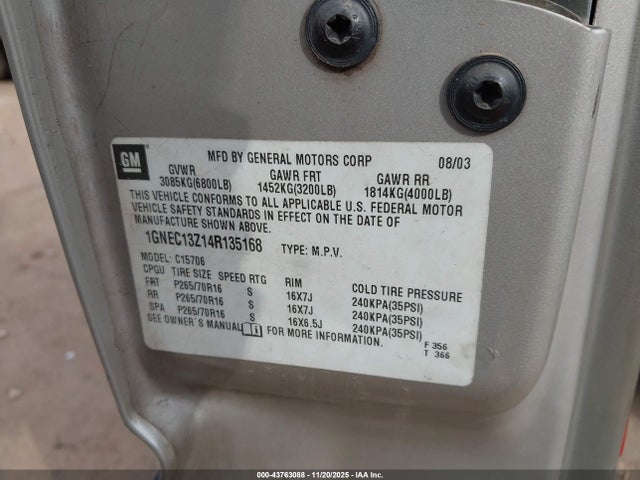 GM MFD BY GENERAL MOTORS CORP 08/03
GVWR GAWR FRT GAWR RR
3085KG(6800LB) 1452KG(3200LB) 1814KG(4000LB)
THIS VEHICLE CONFORMS TO ALL APPLICABLE U.S. FEDERAL MOTOR
VEHICLE SAFETY STANDARDS IN EFFECT ON THE DATE OF
MANUFACTURE SHOWN ABOVE.
1GNEC13Z14R135168 TYPE: M.P.V.
MODEL: C15706
CPGU TIRE SIZE SPEED RTG RIM COLD TIRE PRESSURE
FRT P265/70R16 S 16X7J 240KPA(35PSI)
RR P265/70R16 S 16X7J 240KPA(35PSI)
SPA P265/70R16 S 16X6.5J 240KPA(35PSI)
SEE OWNER'S MANUAL FOR MORE INFORMATION.
F 356
T 366
000-43763088 - 11/20/2025 - IAA Inc.